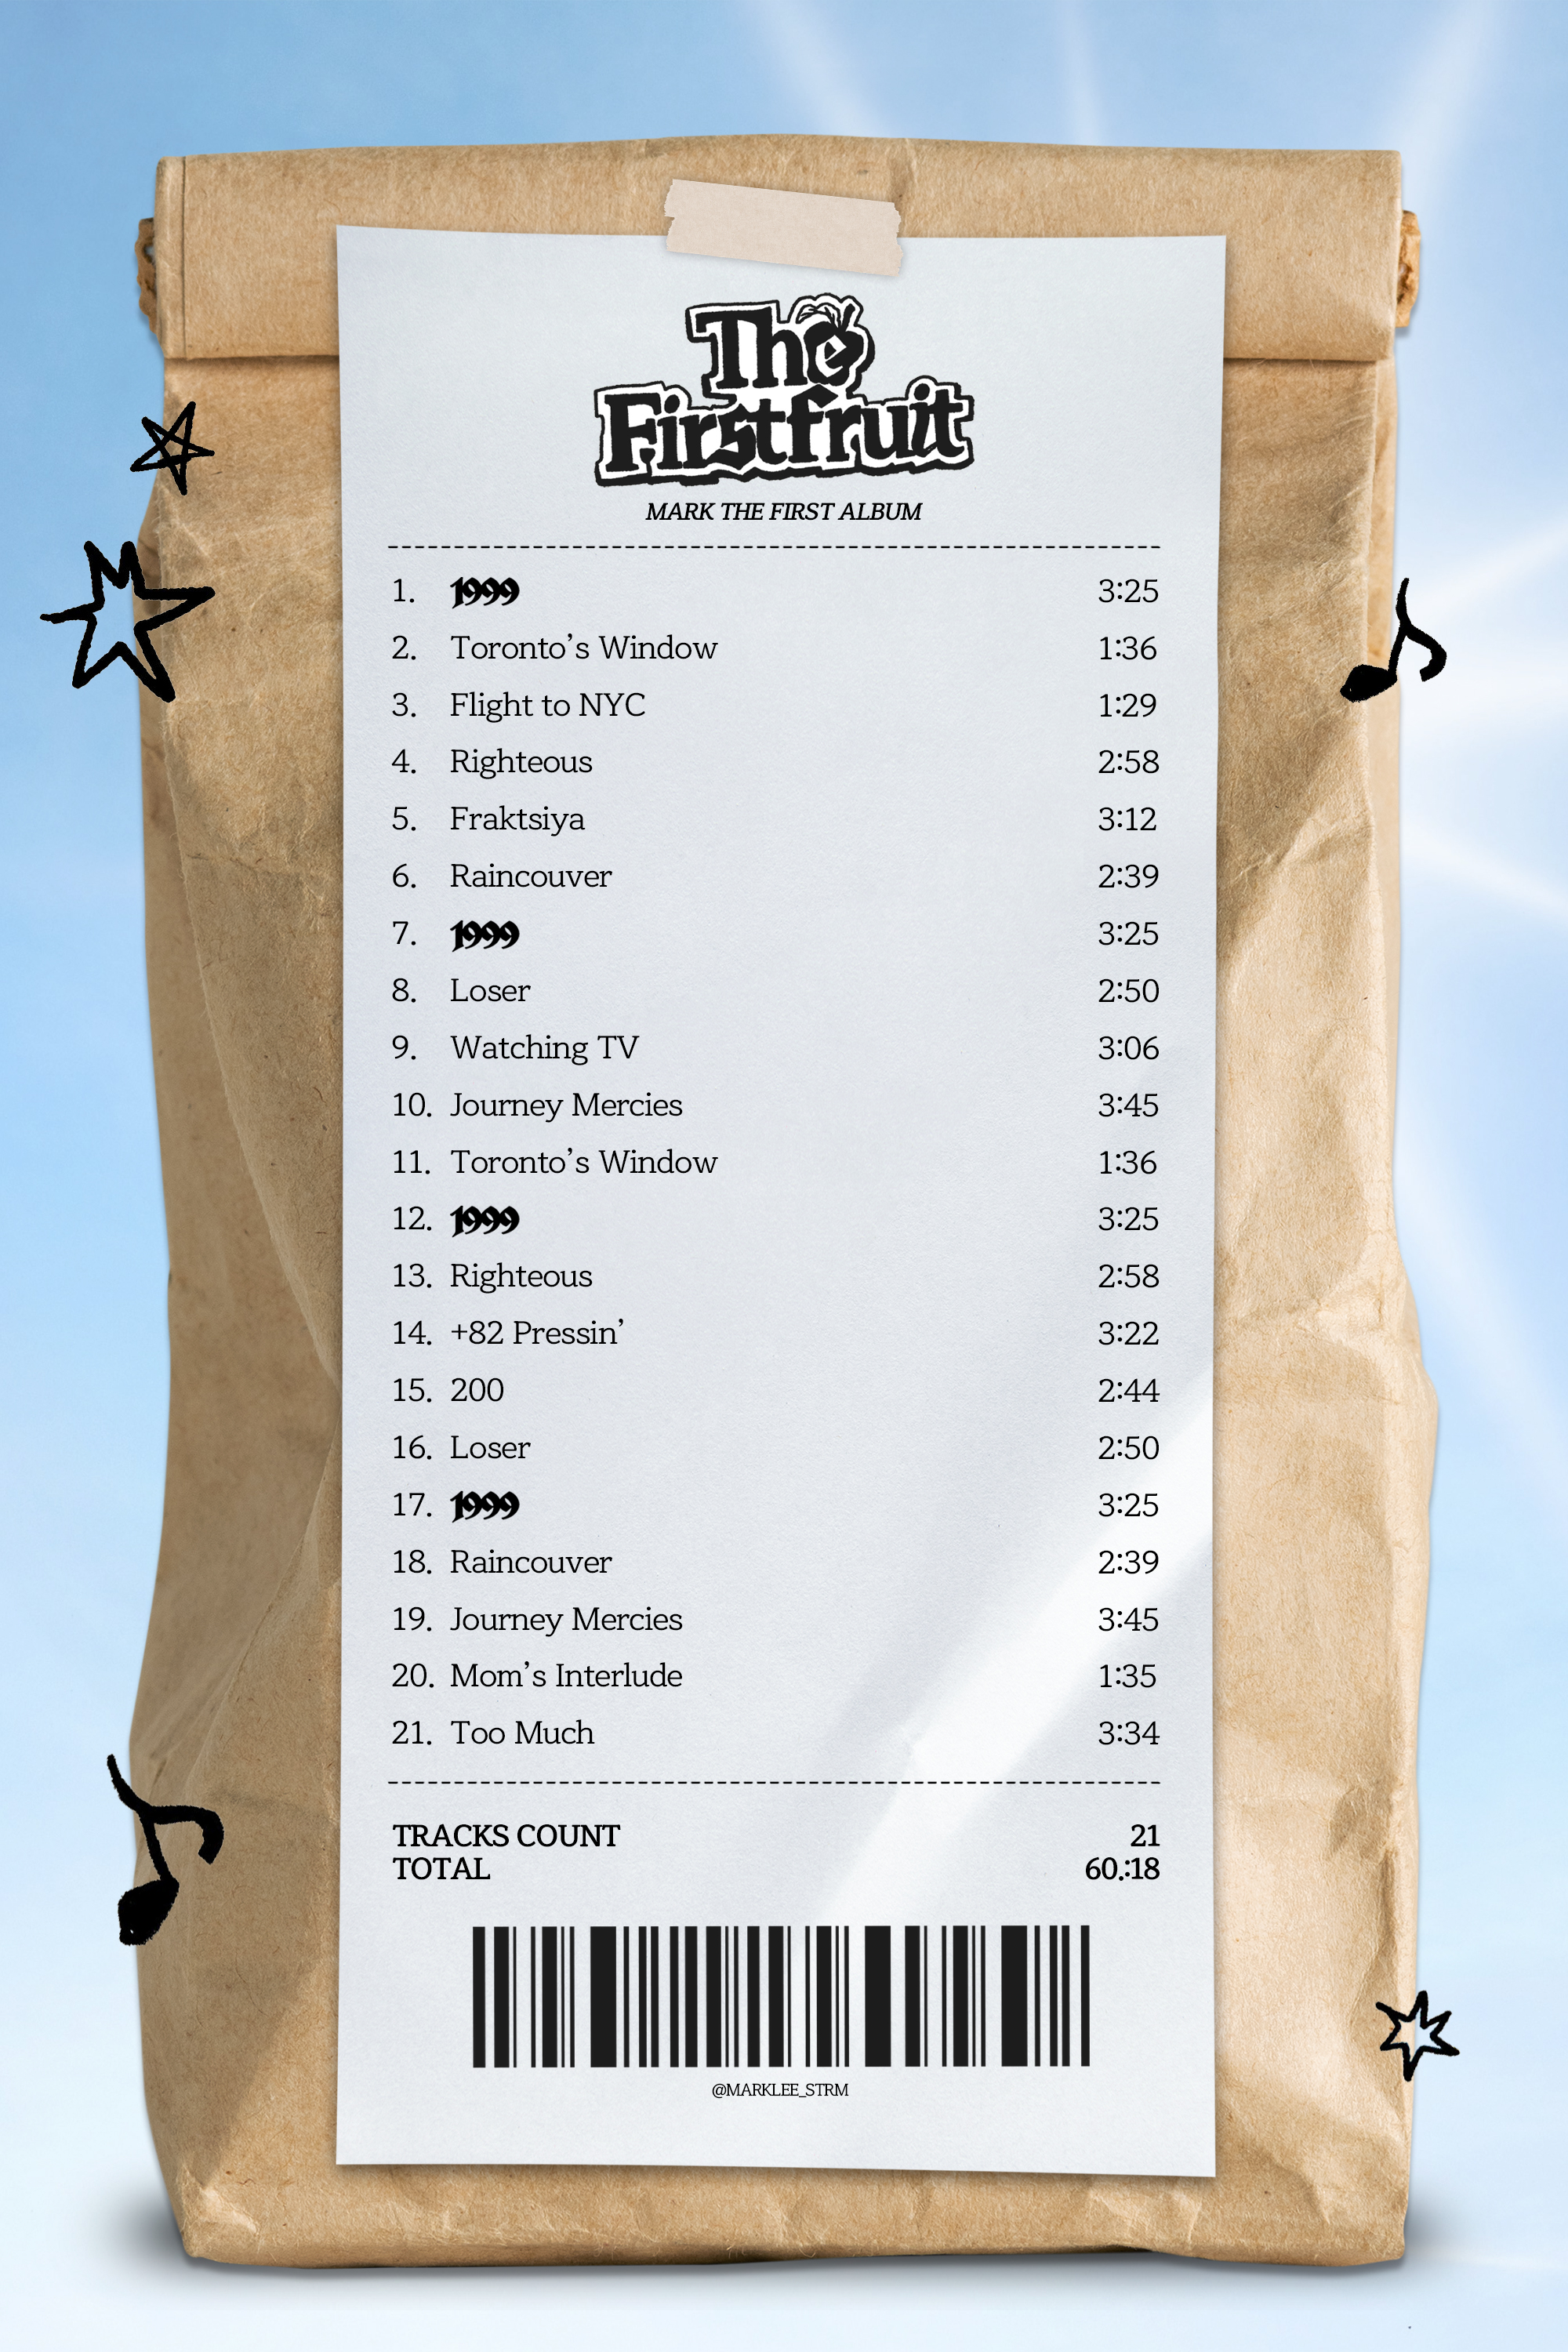 The
Firstfruit
MARK THE FIRST ALBUM
1. 1999 3:25
2. Toronto’s Window 1:36
3. Flight to NYC 1:29
4. Righteous 2:58
5. Fraktsiya 3:12
6. Raincouver 2:39
7. 1999 3:25
8. Loser 2:50
9. Watching TV 3:06
10. Journey Mercies 3:45
11. Toronto’s Window 1:36
12. 1999 3:25
13. Righteous 2:58
14. +82 Pressin’ 3:22
15. 200 2:44
16. Loser 2:50
17. 1999 3:25
18. Raincouver 2:39
19. Journey Mercies 3:45
20. Mom’s Interlude 1:35
21. Too Much 3:34
TRACKS COUNT 21
TOTAL 60.:18
@MARKLEE_STRM